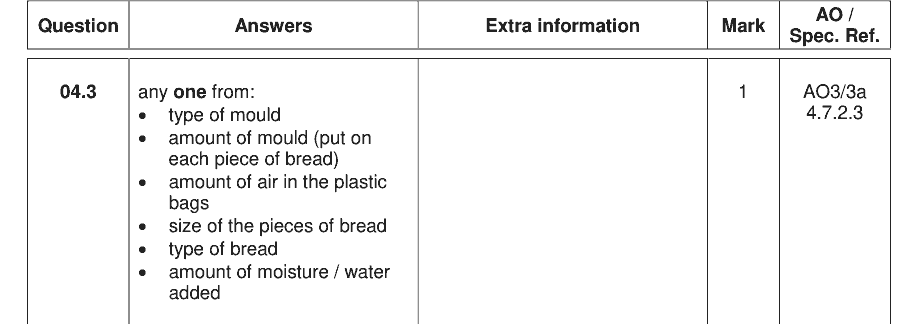 Question Answers Extra information Mark AO /
Spec. Ref.
04.3 any one from: 1 AO3/3a
• type of mould 4.7.2.3
• amount of mould (put on
each piece of bread)
• amount of air in the plastic
bags
• size of the pieces of bread
• type of bread
• amount of moisture / water
added